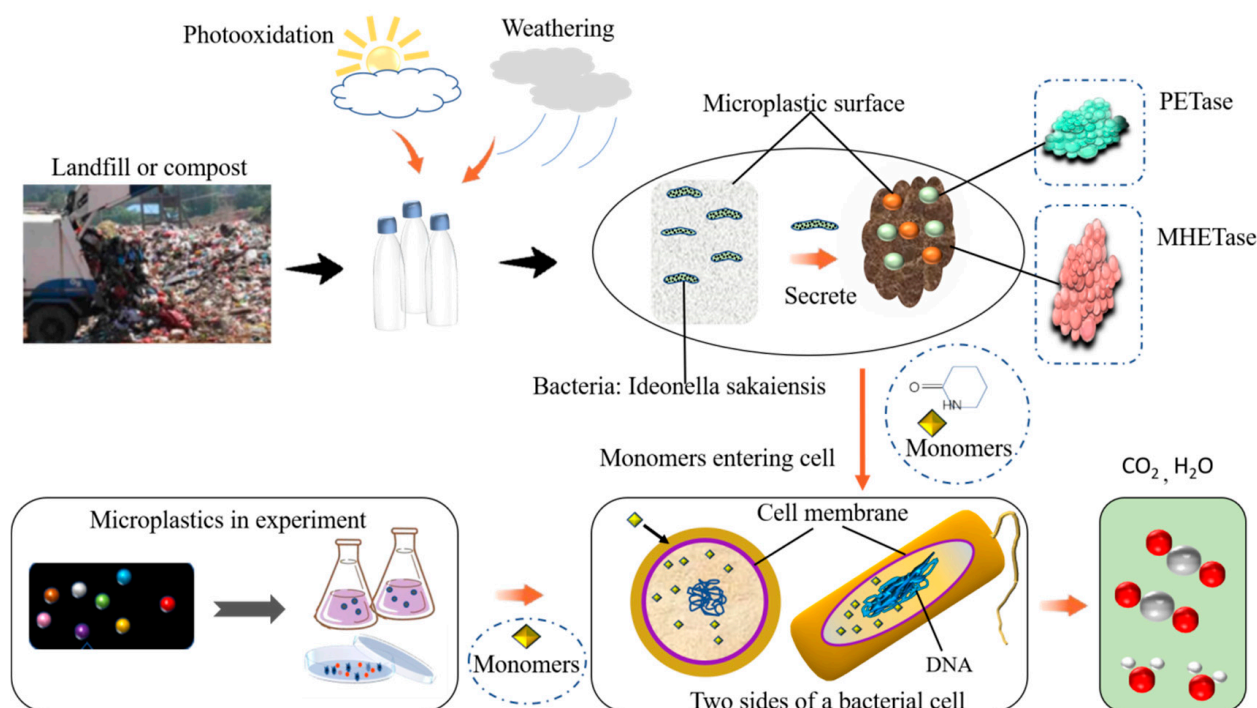 Photooxidation
Weathering
Landfill or compost
Microplastic surface
PETase
MHETase
Secrete
Bacteria: Ideonella sakaiensis
O
HN
Monomers
Monomers entering cell
CO₂ , H₂O
Microplastics in experiment
Cell membrane
Monomers
DNA
Two sides of a bacterial cell